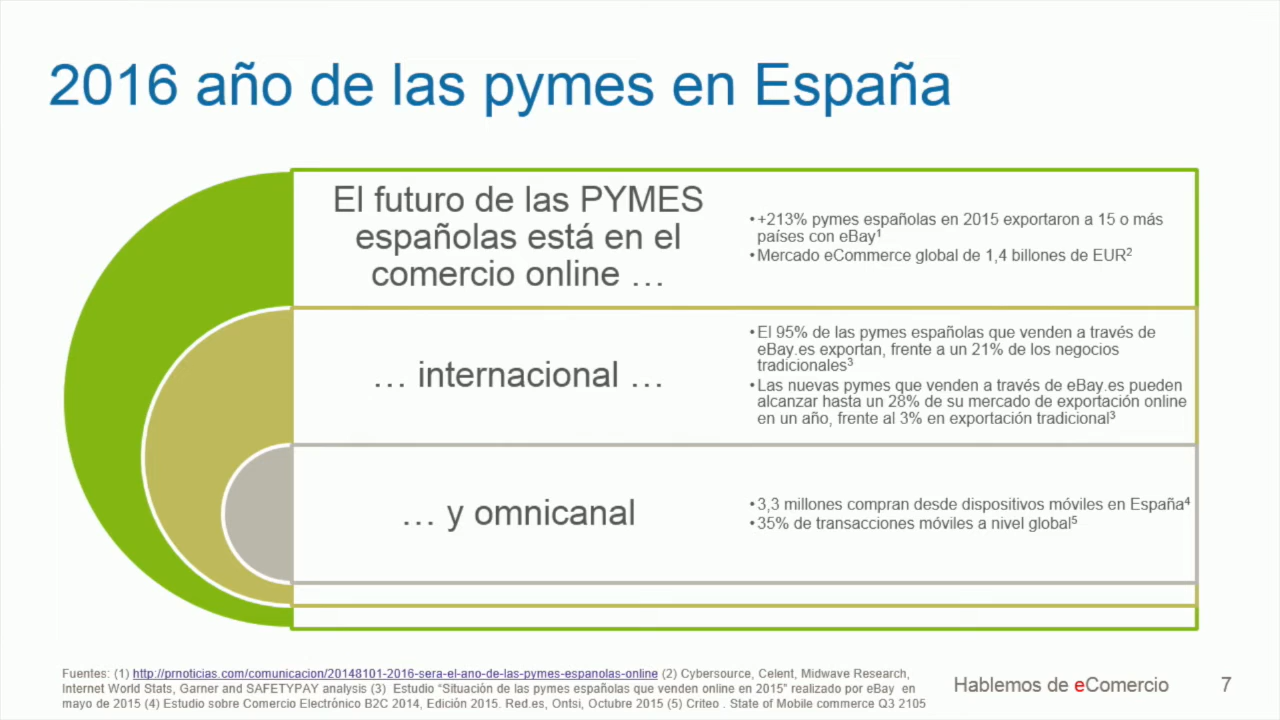 2016 año de las pymes en España
El futuro de las PYMES
españolas está en el
comercio online …
•+213% pymes españolas en 2015 exportaron a 15 o más
países con eBay¹
•Mercado eCommerce global de 1,4 billones de EUR²
… internacional …
•El 95% de las pymes españolas que venden a través de
eBay.es exportan, frente a un 21% de los negocios
tradicionales³
•Las nuevas pymes que venden a través de eBay.es pueden
alcanzar hasta un 28% de su mercado de exportación online
en un año, frente al 3% en exportación tradicional³
… y omnicanal
•3,3 millones compran desde dispositivos móviles en España⁴
•35% de transacciones móviles a nivel global⁵
Fuentes: (1) http://prnoticias.com/comunicacion/20148101-2016-sera-el-ano-de-las-pymes-espanolas-online (2) Cybersource, Celent, Midwave Research,
Internet World Stats, Garner and SAFETYPAY analysis (3) Estudio “Situación de las pymes españolas que venden online en 2015” realizado por eBay en
mayo de 2015 (4) Estudio sobre Comercio Electrónico B2C 2014, Edición 2015. Red.es, Ontsi, Octubre 2015 (5) Criteo . State of Mobile commerce Q3 2105
Hablemos de eComercio
7